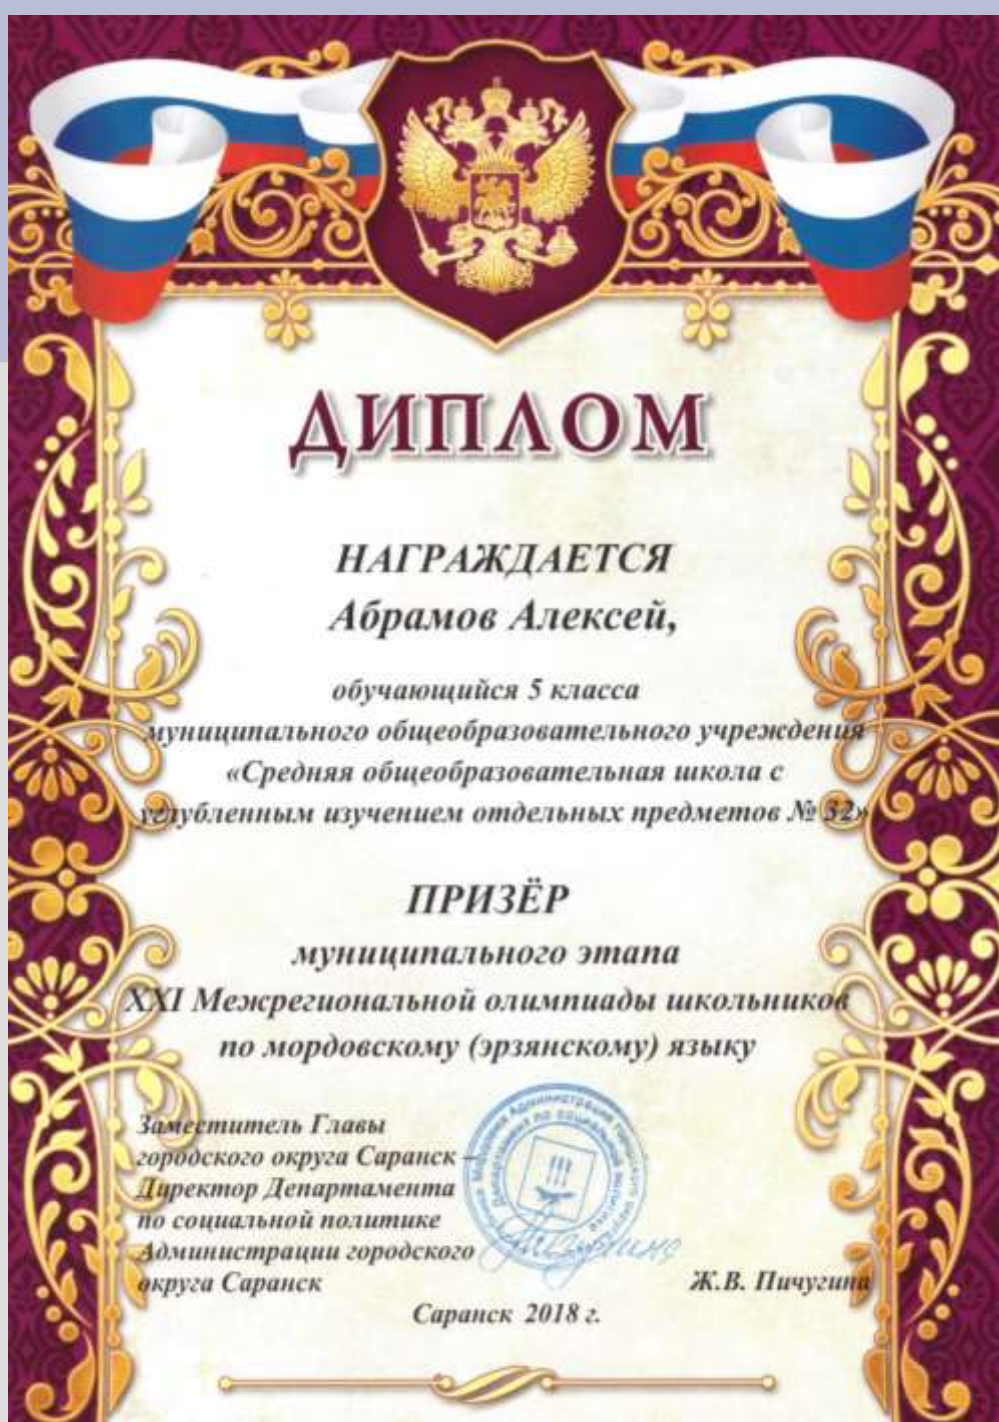 ДИПЛОМ
НАГРАЖДАЕТСЯ
Абрамов Алексей,
обучающийся 5 класса
муниципального общеобразовательного учреждения
«Средняя общеобразовательная школа с
углубленным изучением отдельных предметов № 32»
ПРИЗЁР
муниципального этапа
XXI Межрегиональной олимпиады школьников
по мордовскому (эрзянскому) языку
Заместитель Главы
городского округа Саранск –
Директор Департамента
по социальной политике
Администрации городского
округа Саранск
Ж.В. Пичугина
Саранск 2018 г.